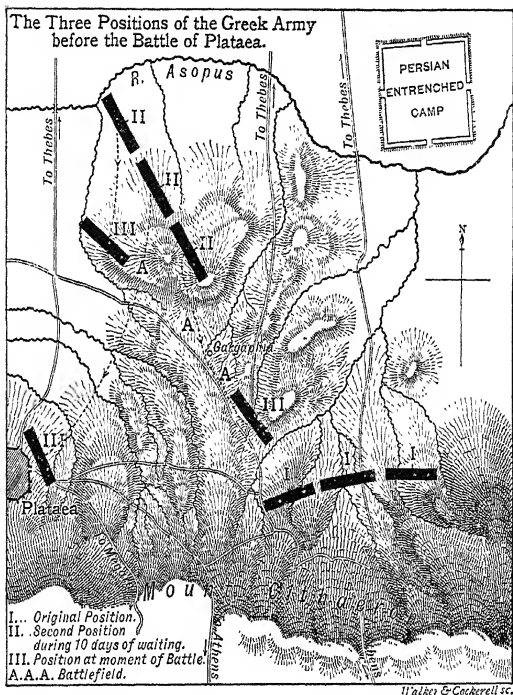 The Three Positions of the Greek Army
before the Battle of Plataea.
R. Asopus
PERSIAN
ENTRENCHED
CAMP
To Thebes
To Thebes
To Thebes
II
II
II
III
A
A
Gargaphia
A
III
N
III
I
I
I
Plataea
Mount Cithaeron
To Athens
I... Original Position.
II... Second Position
during 10 days of waiting.
III. Position at moment of Battle.
A.A.A. Battlefield.
Walker & Cockerell sc.